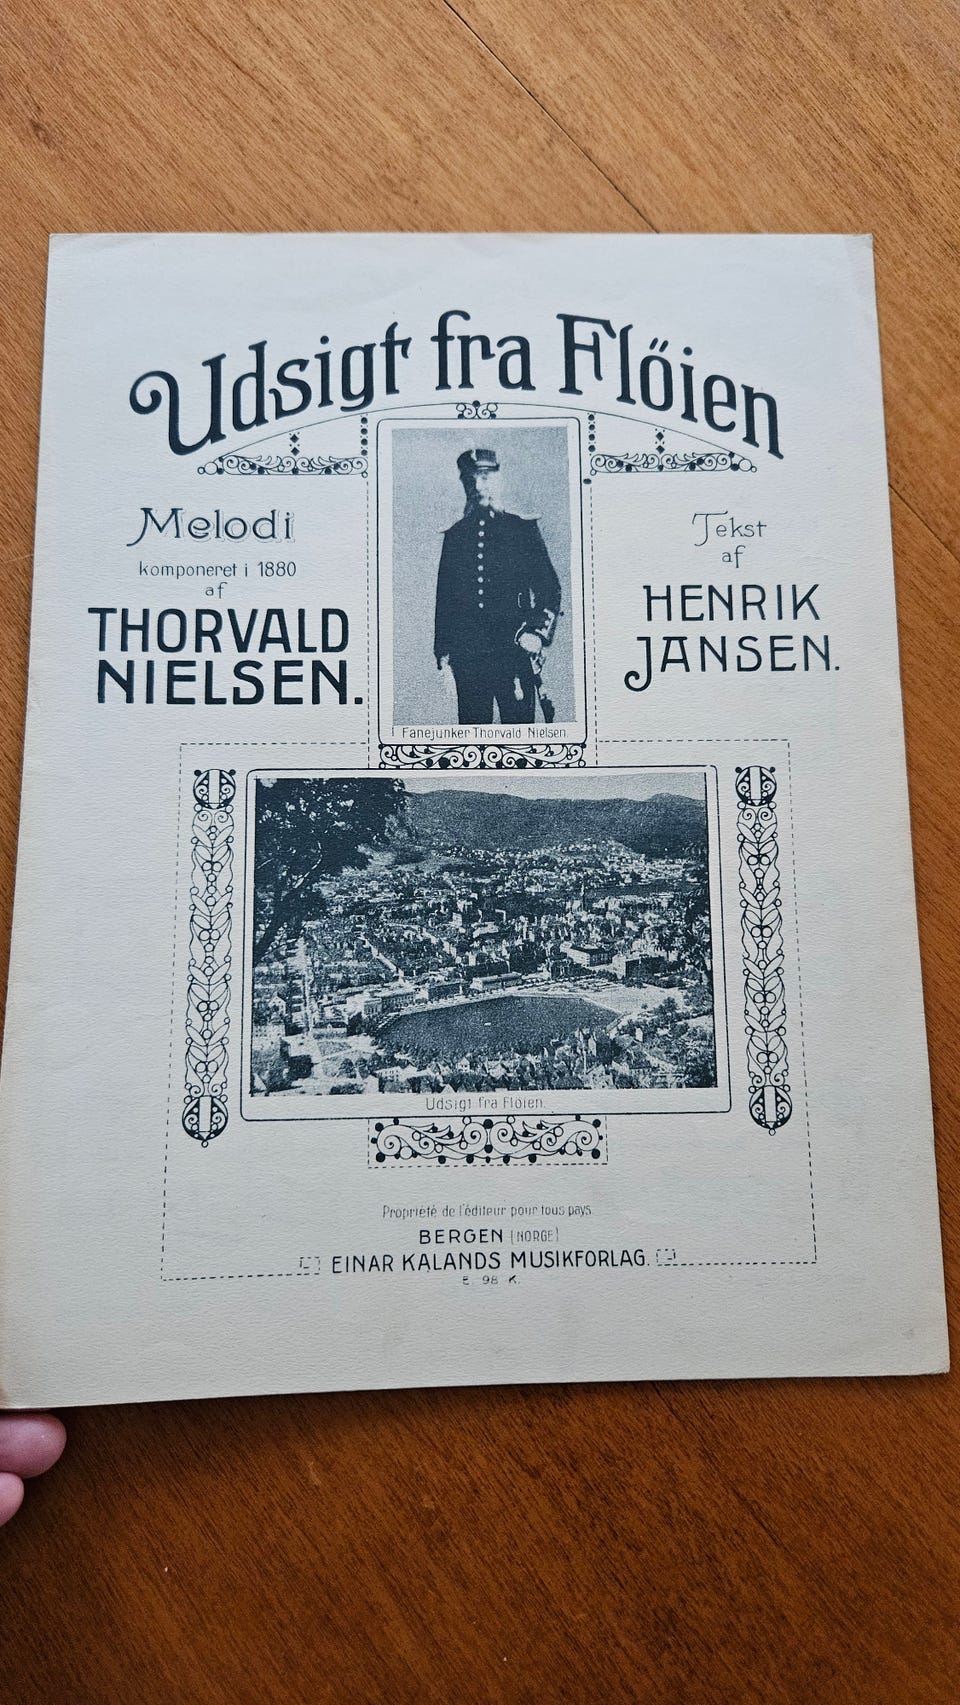 Udsigt fra Flőien
Melodi
komponeret i 1880
af
THORVALD
NIELSEN.
Tekst
af
HENRIK
JANSEN.
Fanejunker Thorvald Nielsen.
Udsigt fra Flöien.
Propriété de l'éditeur pour tous pays
BERGEN (NORGE)
EINAR KALANDS MUSIKFORLAG.
E. 98 K.